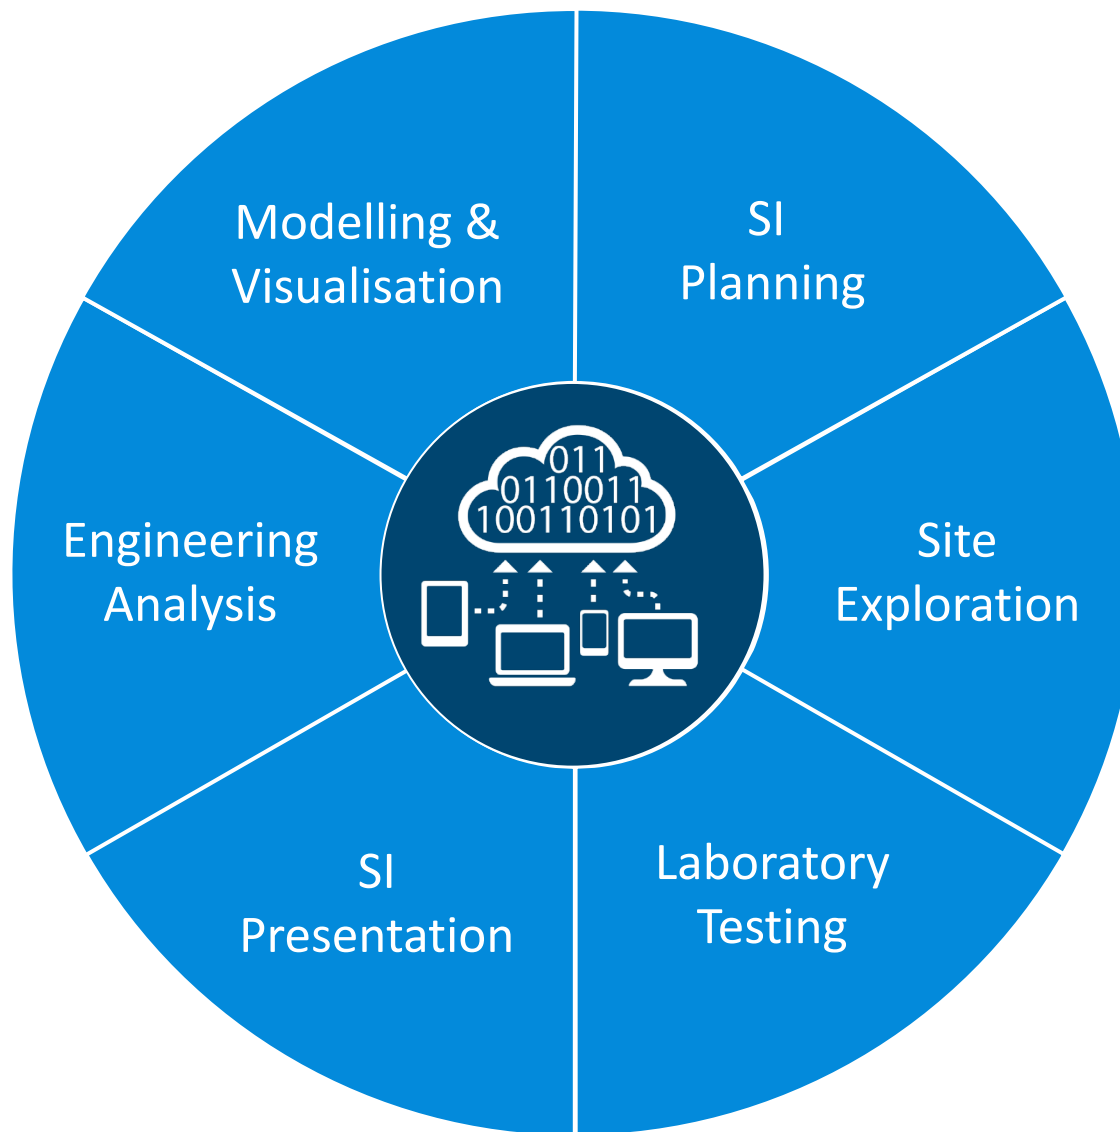 Modelling &
Visualisation
SI
Planning
Site
Exploration
Laboratory
Testing
SI
Presentation
Engineering
Analysis
011
0110011
100110101